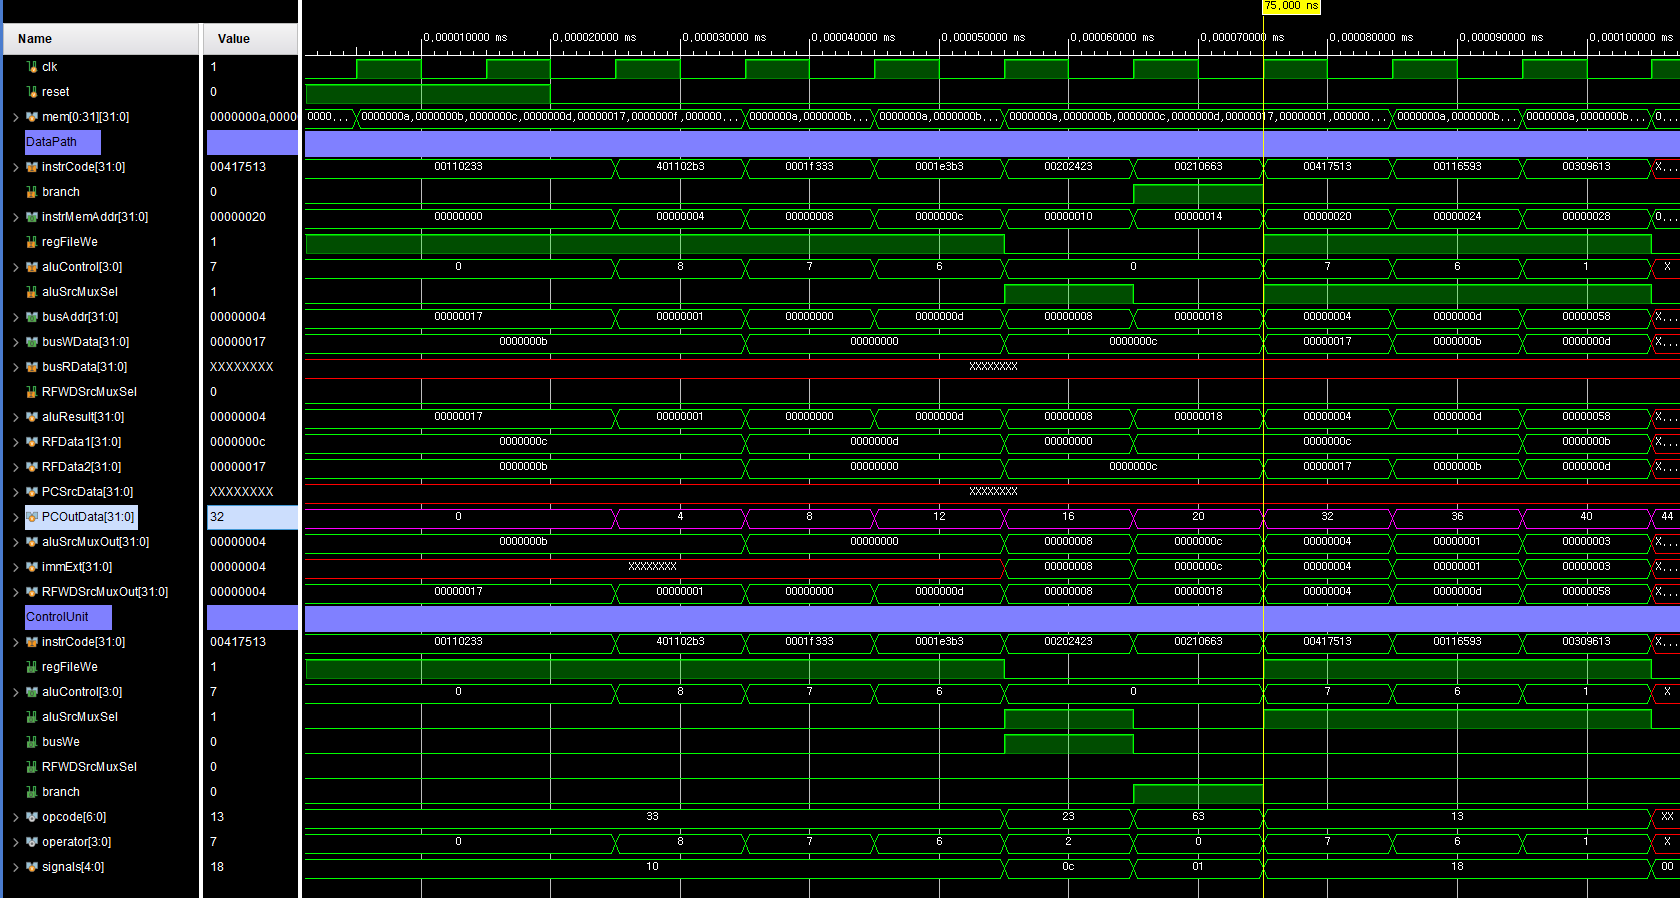 75,000 ns
Name Value
0,000010000 ms 0,000020000 ms 0,000030000 ms 0,000040000 ms 0,000050000 ms 0,000060000 ms 0,000070000 ms 0,000080000 ms 0,000090000 ms 0,000100000 ms
clk 1
reset 0
mem[0:31][31:0] 0000000a,0000 0000... 0000000a,0000000b,0000000c,0000000d,00000017,0000000f,000000... 0000000a,0000000b... 0000000a,0000000b... 0000000a,0000000b,0000000c,0000000d,00000017,00000001,000000... 0000000a,0000000b... 0000000a,0000000b... 0...
DataPath
instrCode[31:0] 00417513 00110233 401102b3 0001f333 0001e3b3 00202423 00210663 00417513 00116593 00309613 X...
branch 0
instrMemAddr[31:0] 00000020 00000000 00000004 00000008 0000000c 00000010 00000014 00000020 00000024 00000028 0...
regFileWe 1
aluControl[3:0] 7 0 8 7 6 0 7 6 1 X
aluSrcMuxSel 1
busAddr[31:0] 00000004 00000017 00000001 00000000 0000000d 00000008 00000018 00000004 0000000d 00000058 X...
busWData[31:0] 00000017 0000000b 00000000 0000000c 00000017 0000000b 0000000d X...
busRData[31:0] XXXXXXXX XXXXXXXX
RFWDSrcMuxSel 0
aluResult[31:0] 00000004 00000017 00000001 00000000 0000000d 00000008 00000018 00000004 0000000d 00000058 X...
RFData1[31:0] 0000000c 0000000c 0000000d 00000000 0000000c 0000000b X...
RFData2[31:0] 00000017 0000000b 00000000 0000000c 00000017 0000000b 0000000d X...
PCSrcData[31:0] XXXXXXXX XXXXXXXX
PCOutData[31:0] 32 0 4 8 12 16 20 32 36 40 44
aluSrcMuxOut[31:0] 00000004 0000000b 00000000 00000008 0000000c 00000004 00000001 00000003 X...
immExt[31:0] 00000004 XXXXXXXX 00000008 0000000c 00000004 00000001 00000003 X...
RFWDSrcMuxOut[31:0] 00000004 00000017 00000001 00000000 0000000d 00000008 00000018 00000004 0000000d 00000058 X...
ControlUnit
instrCode[31:0] 00417513 00110233 401102b3 0001f333 0001e3b3 00202423 00210663 00417513 00116593 00309613 X...
regFileWe 1
aluControl[3:0] 7 0 8 7 6 0 7 6 1 X
aluSrcMuxSel 1
busWe 0
RFWDSrcMuxSel 0
branch 0
opcode[6:0] 13 33 23 63 13 XX
operator[3:0] 7 0 8 7 6 2 0 7 6 1 X
signals[4:0] 18 10 0c 01 18 00